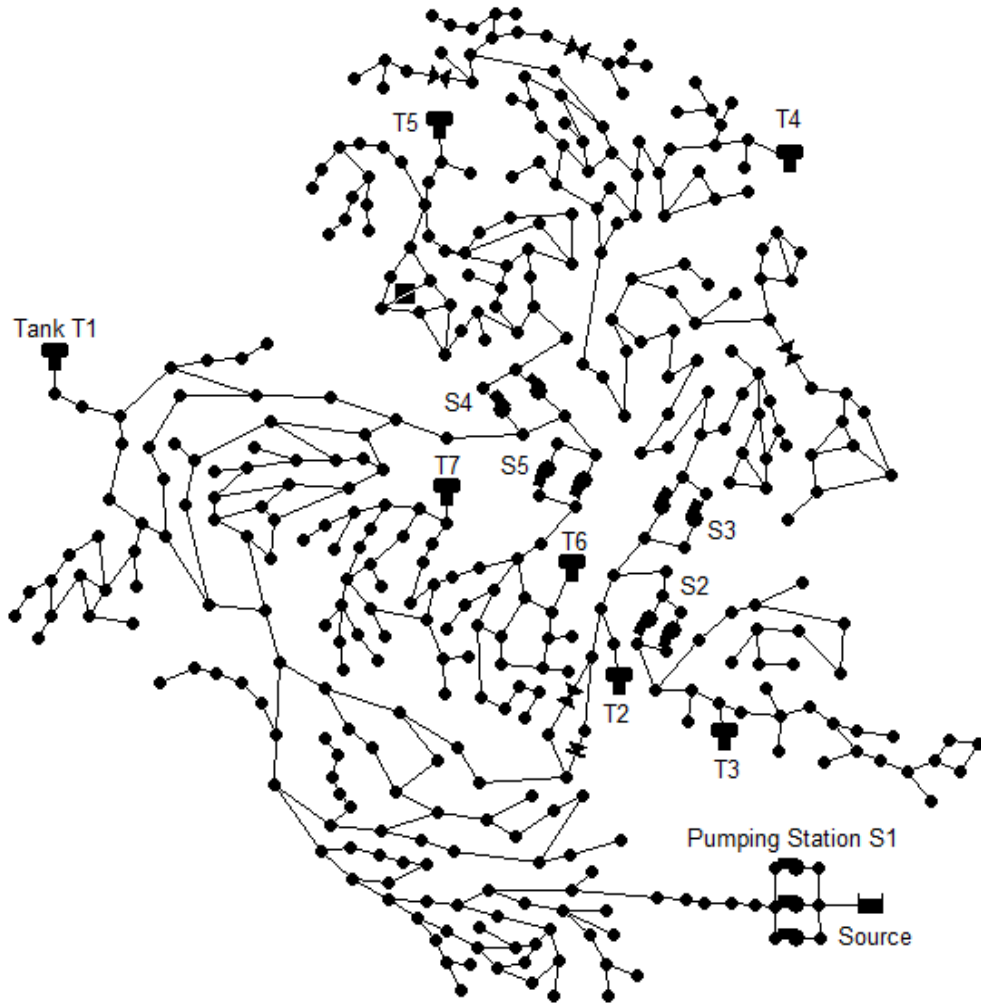 T5
T4
Tank T1
S4
S5
T7
S3
T6
S2
T2
T3
Pumping Station S1
Source